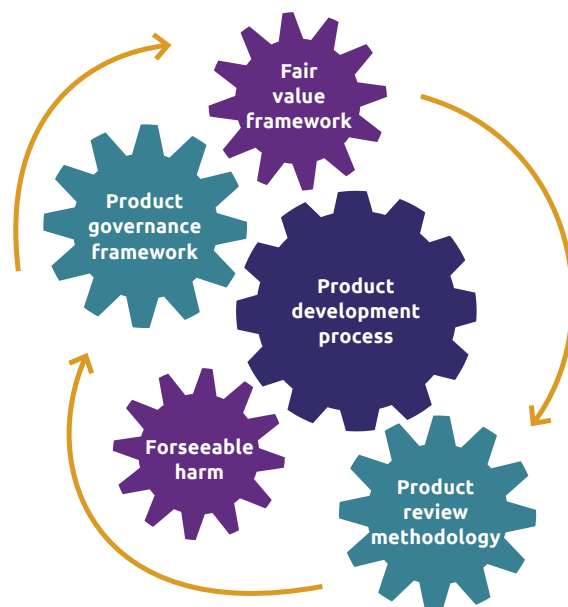 Fair
value
framework
Product
governance
framework
Product
development
process
Forseeable
harm
Product
review
methodology